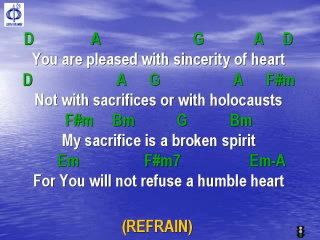 D A G A D
You are pleased with sincerity of heart
D A G A F#m
Not with sacrifices or with holocausts
F#m Bm G Bm
My sacrifice is a broken spirit
Em F#m7 Em-A
For You will not refuse a humble heart
(REFRAIN)